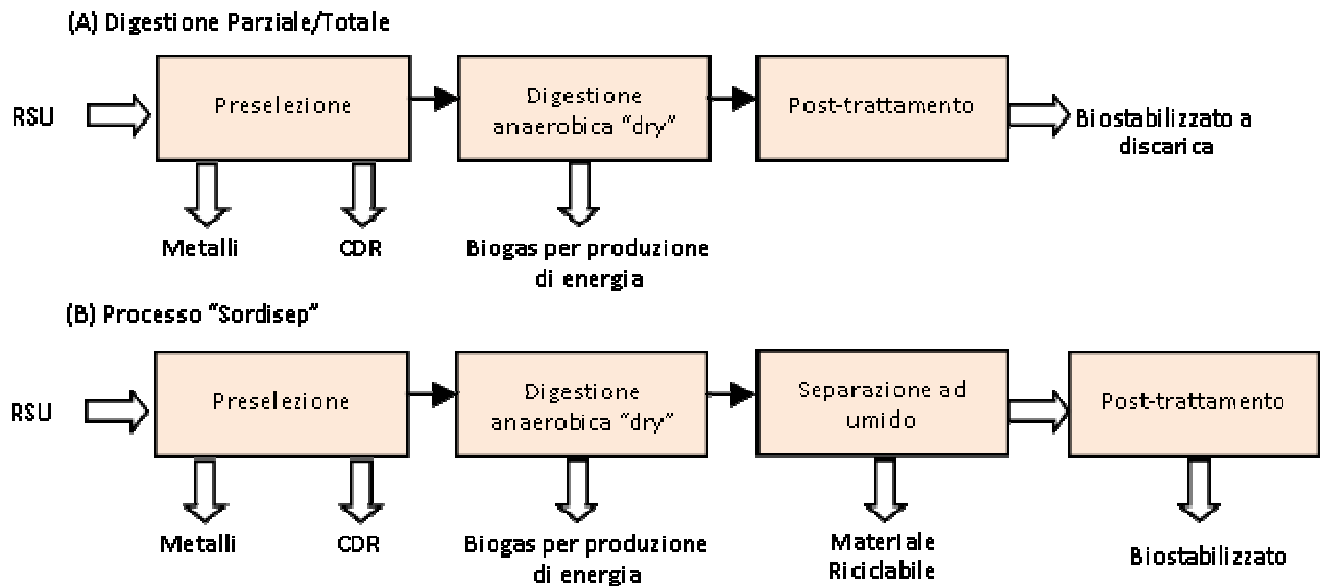 (A) Digestione Parziale/Totale
RSU
Preselezione
Digestione
anaerobica "dry"
Post-trattamento
Biostabilizzato a
discarica
Metalli
CDR
Biogas per produzione
di energia
(B) Processo "Sordisep"
RSU
Preselezione
Digestione
anaerobica "dry"
Separazione ad
umido
Post-trattamento
Metalli
CDR
Biogas per produzione
di energia
Materiale
Riciclabile
Biostabilizzato